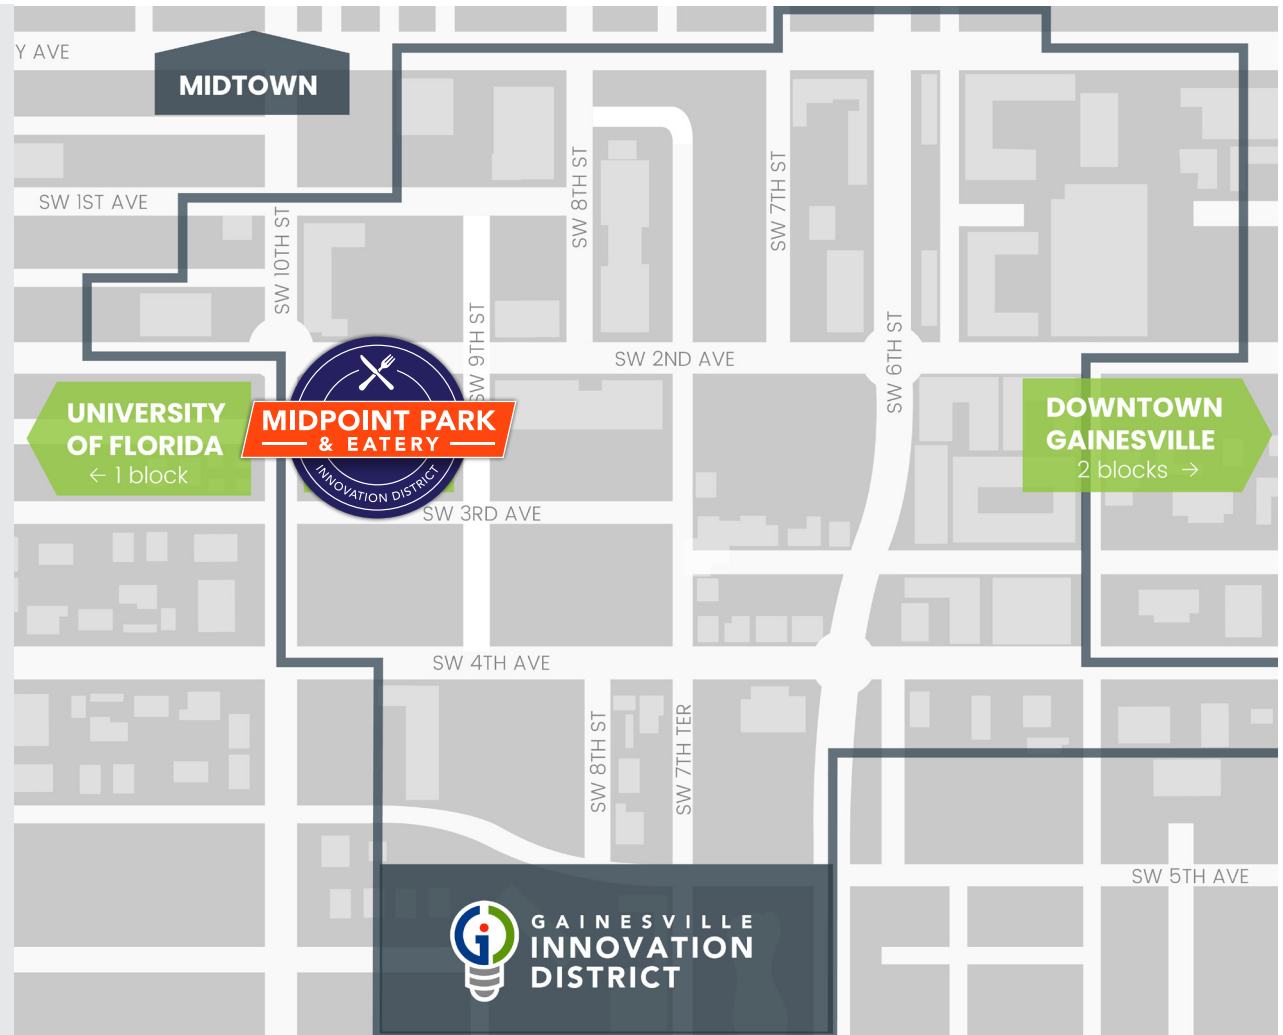 Y AVE
MIDTOWN
SW 1ST AVE
SW 10TH ST
SW 8TH ST
SW 7TH ST
SW 9TH ST
SW 6TH ST
SW 2ND AVE
UNIVERSITY
OF FLORIDA
← 1 block
MIDPOINT PARK
& EATERY
INNOVATION DISTRICT
DOWNTOWN
GAINESVILLE
2 blocks →
SW 3RD AVE
SW 4TH AVE
SW 8TH ST
SW 7TH TER
SW 5TH AVE
GAINESVILLE
INNOVATION
DISTRICT